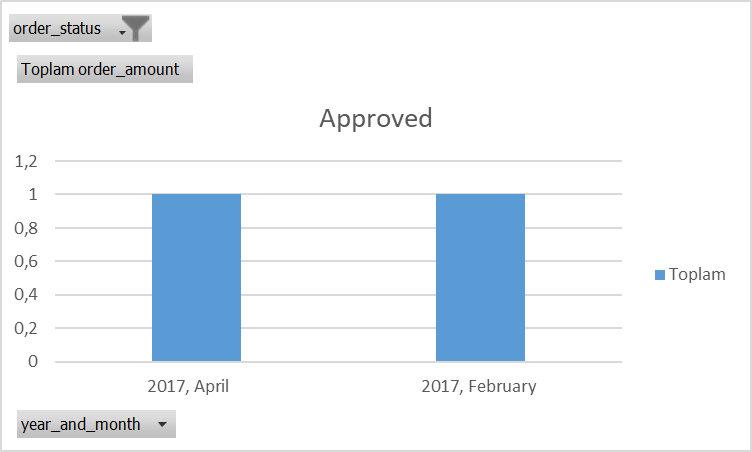 order_status
Toplam order_amount
Approved
1,2
1
0,8
0,6
0,4
0,2
0
2017, April
2017, February
Toplam
year_and_month